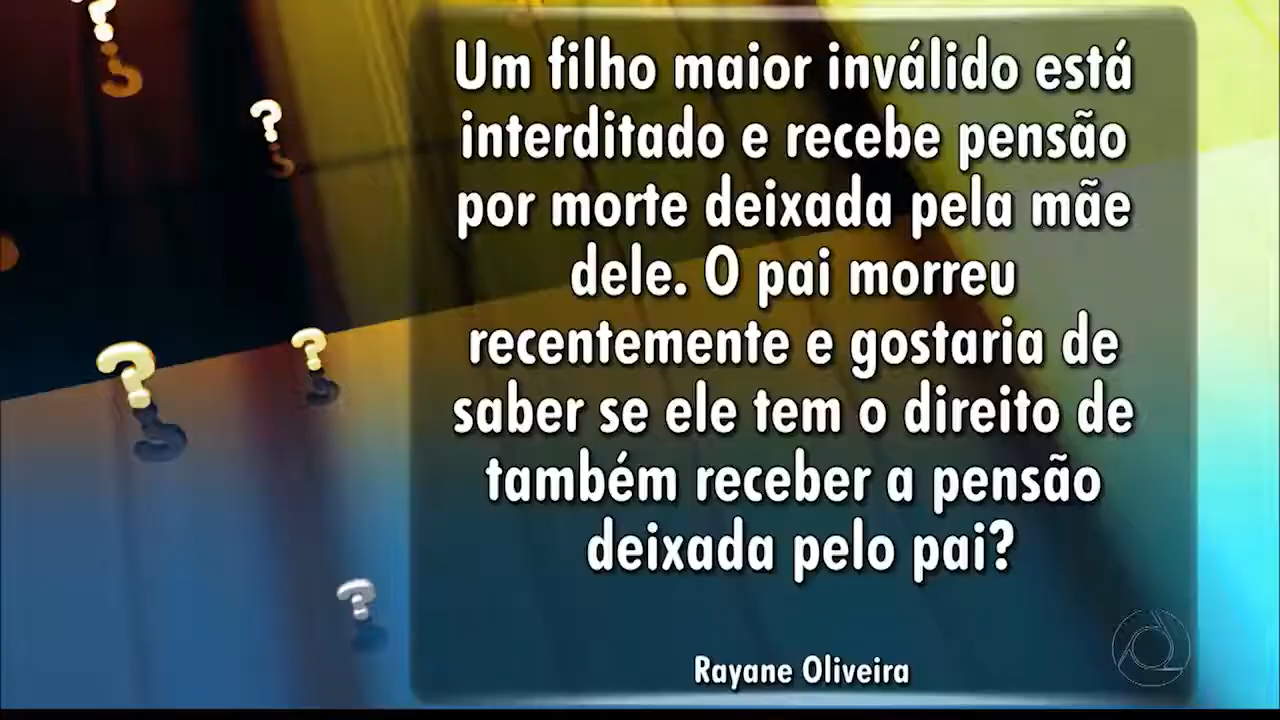 Um filho maior inválido está
interditado e recebe pensão
por morte deixada pela mãe
dele. O pai morreu
recentemente e gostaria de
saber se ele tem o direito de
também receber a pensão
deixada pelo pai?
Rayane Oliveira